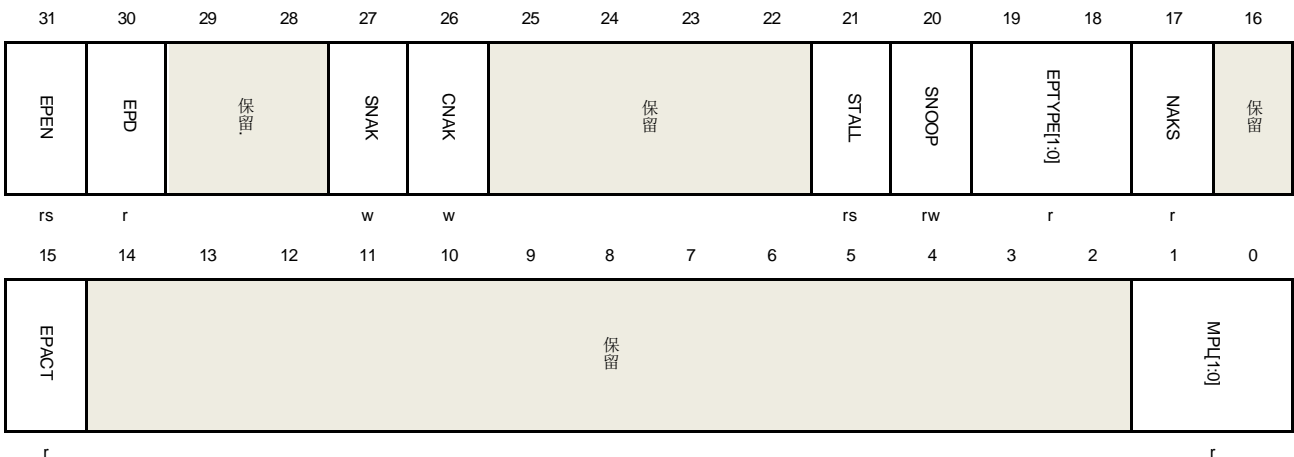 31 30 29 28 27 26 25 24 23 22 21 20 19 18 17 16
EPEN EPD 保留. SNAK CNAK 保留 STALL SNOOP EPTYPE[1:0] NAKS 保留
rs r w w rs rw r r
15 14 13 12 11 10 9 8 7 6 5 4 3 2 1 0
EPACT 保留 MPL[1:0]
r r